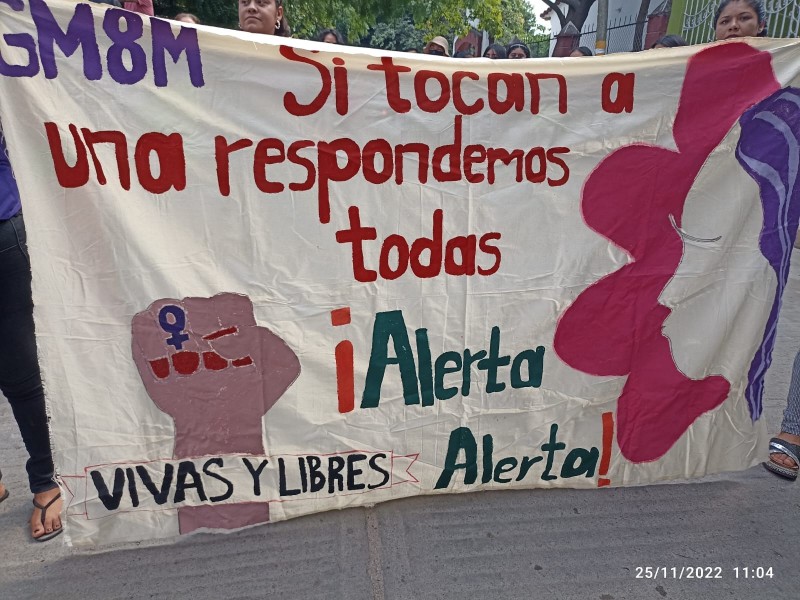 GM8M
Si tocan a
una respondemos
todas
¡Alerta
Alerta!
VIVAS Y LIBRES
25/11/2022 11:04